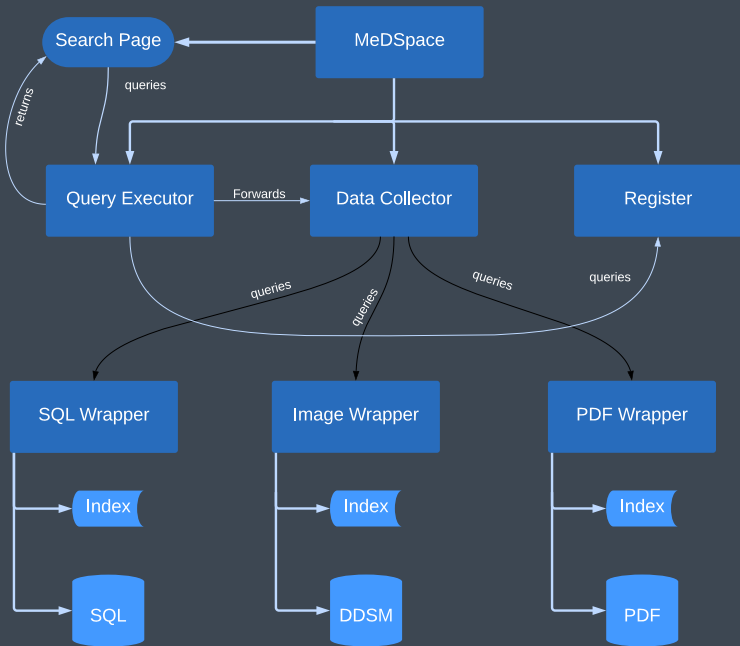 Search Page
MeDSpace
queries
returns
Query Executor
Forwards
Data Collector
Register
queries
queries
queries
queries
SQL Wrapper
Image Wrapper
PDF Wrapper
Index
Index
Index
SQL
DDSM
PDF